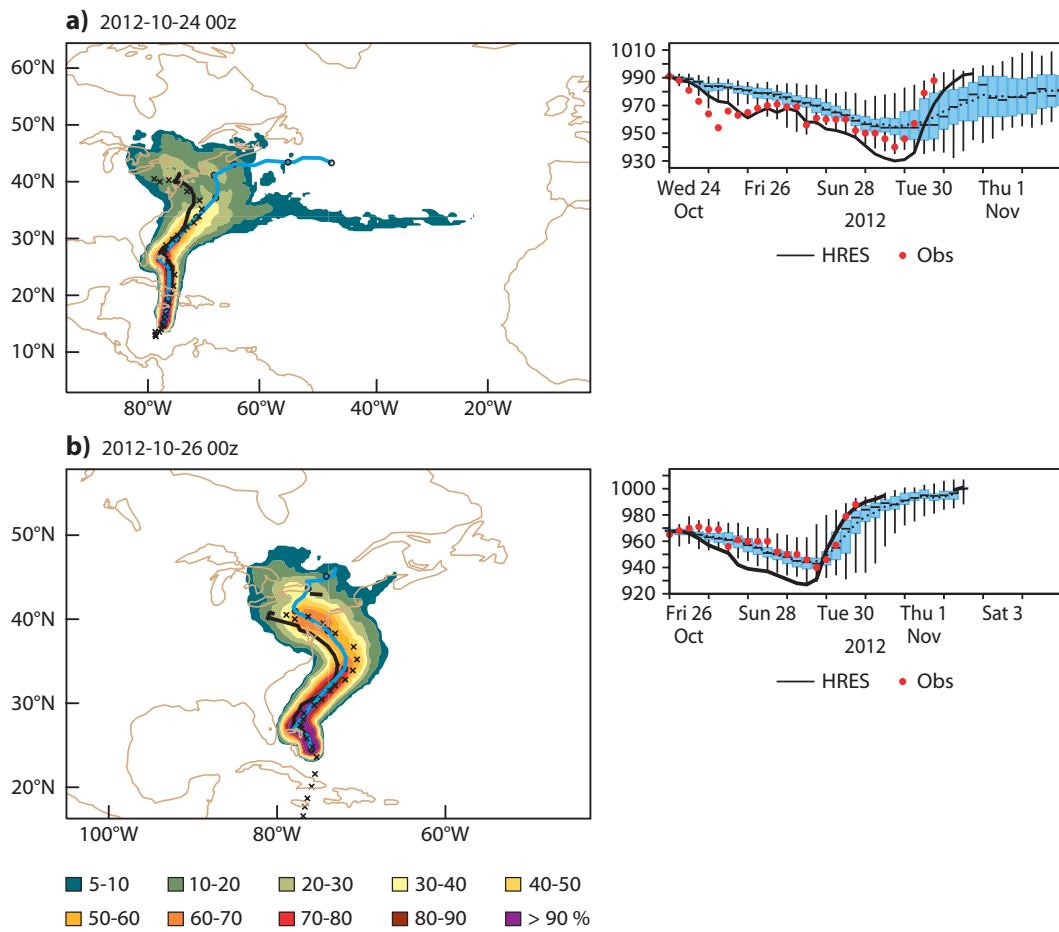 a) 2012-10-24 00z
60°N
50°N
40°N
30°N
20°N
10°N
80°W 60°W 40°W 20°W
1010
990
970
950
930
Wed 24 Fri 26 Sun 28 Tue 30 Thu 1
Oct Nov
2012
HRES Obs
b) 2012-10-26 00z
50°N
40°N
30°N
20°N
100°W 80°W 60°W
1000
980
960
940
920
Fri 26 Sun 28 Tue 30 Thu 1 Sat 3
Oct Nov
2012
HRES Obs
5-10 10-20 20-30 30-40 40-50
50-60 60-70 70-80 80-90 > 90 %